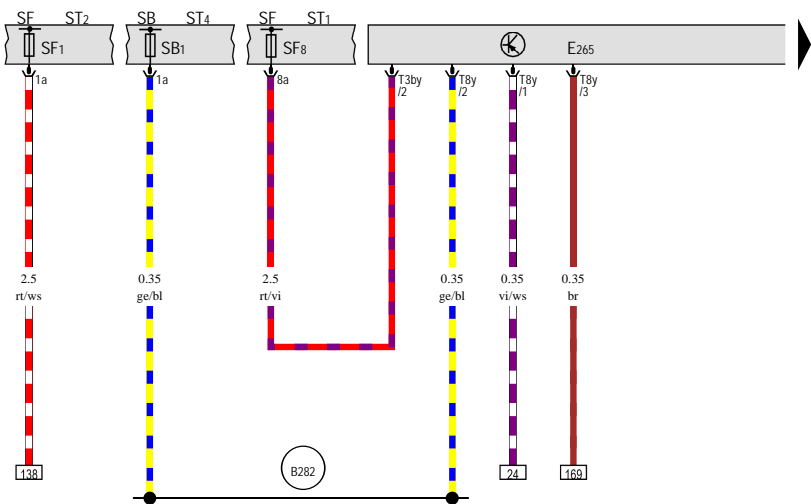 SF ST2 SB ST4 SF ST1
SF1 SB1 SF8 E265
1a 1a 8a T3by T8y T8y T8y
/2 /2 /1 /3
2.5 0.35 2.5 0.35 0.35 0.35
rt/ws ge/bl rt/vi ge/bl vi/ws br
138 B282 24 169